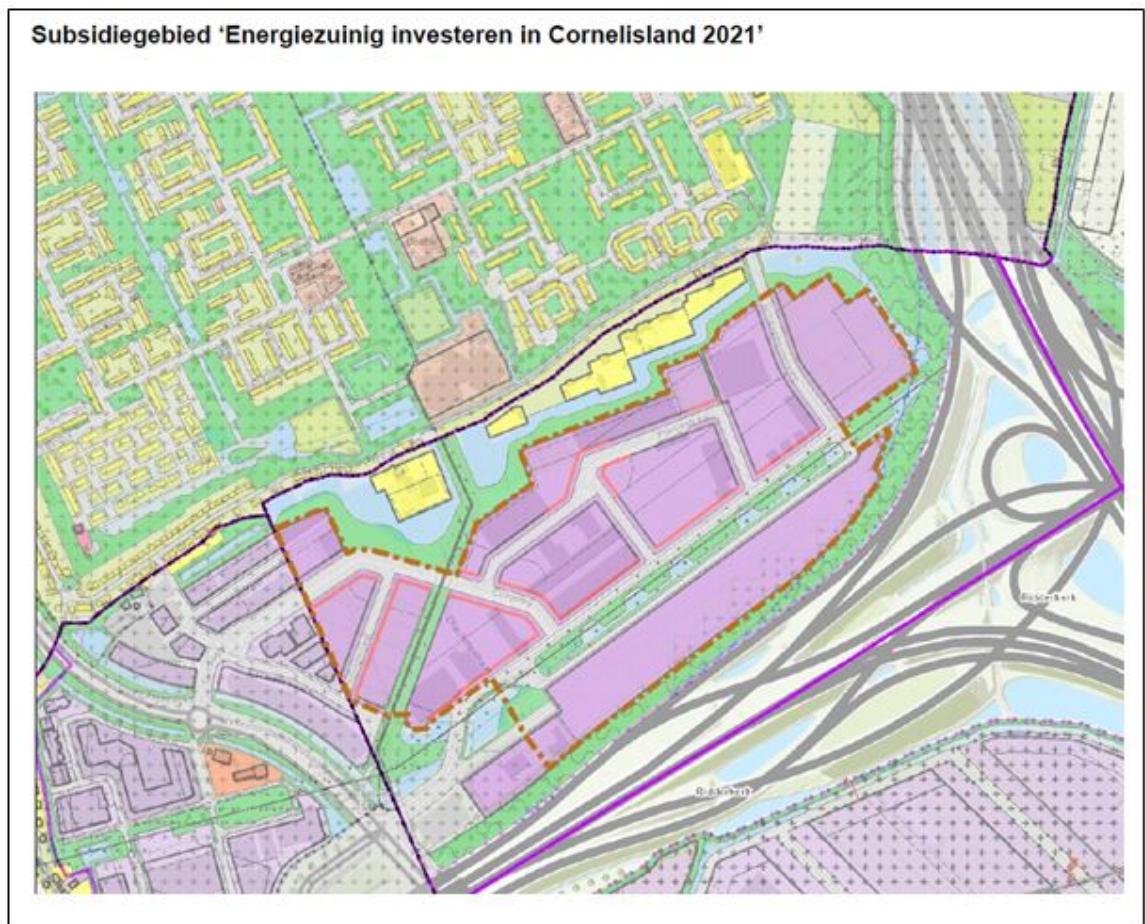 Subsidiegebied ‘Energiezuinig investeren in Cornelisland 2021’
Ridderkerk
Ridderkerk